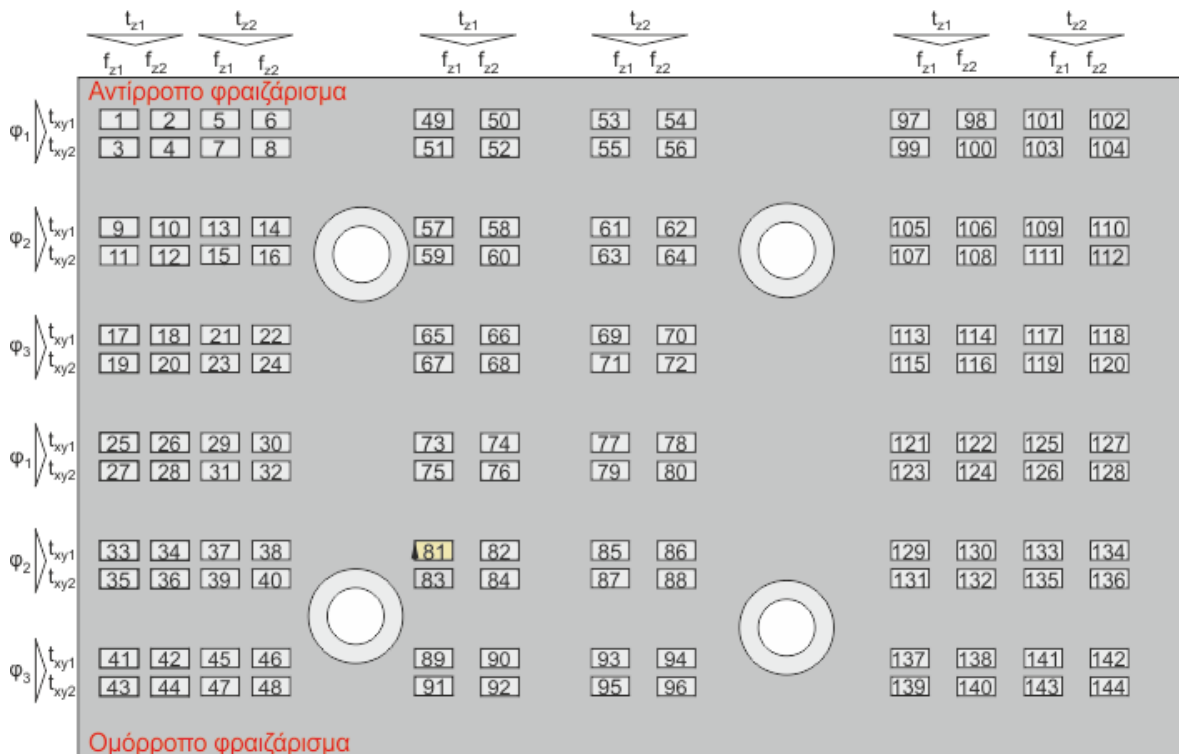 t_z1 t_z2 t_z1 t_z2 t_z1 t_z2
f_z1 f_z2 f_z1 f_z2 f_z1 f_z2 f_z1 f_z2 f_z1 f_z2 f_z1 f_z2
Αντίρροπο φραιζάρισμα
φ_1 t_xy1 1 2 5 6 49 50 53 54 97 98 101 102
t_xy2 3 4 7 8 51 52 55 56 99 100 103 104
φ_2 t_xy1 9 10 13 14 57 58 61 62 105 106 109 110
t_xy2 11 12 15 16 59 60 63 64 107 108 111 112
φ_3 t_xy1 17 18 21 22 65 66 69 70 113 114 117 118
t_xy2 19 20 23 24 67 68 71 72 115 116 119 120
φ_1 t_xy1 25 26 29 30 73 74 77 78 121 122 125 127
t_xy2 27 28 31 32 75 76 79 80 123 124 126 128
φ_2 t_xy1 33 34 37 38 81 82 85 86 129 130 133 134
t_xy2 35 36 39 40 83 84 87 88 131 132 135 136
φ_3 t_xy1 41 42 45 46 89 90 93 94 137 138 141 142
t_xy2 43 44 47 48 91 92 95 96 139 140 143 144
Ομόρροπο φραιζάρισμα